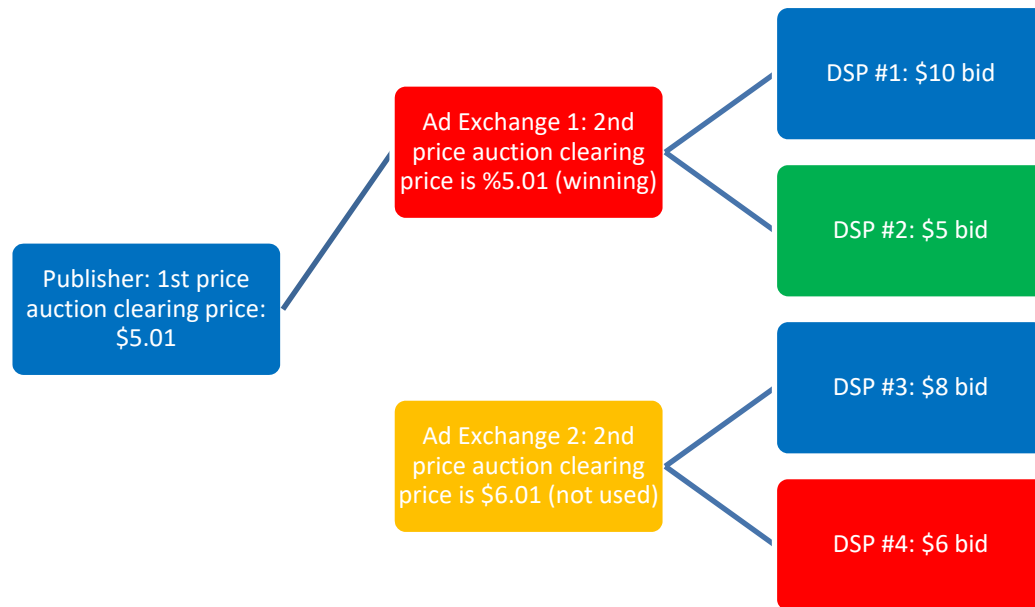 Publisher: 1st price
auction clearing price:
$5.01
Ad Exchange 1: 2nd
price auction clearing
price is %5.01 (winning)
DSP #1: $10 bid
DSP #2: $5 bid
Ad Exchange 2: 2nd
price auction clearing
price is $6.01 (not used)
DSP #3: $8 bid
DSP #4: $6 bid